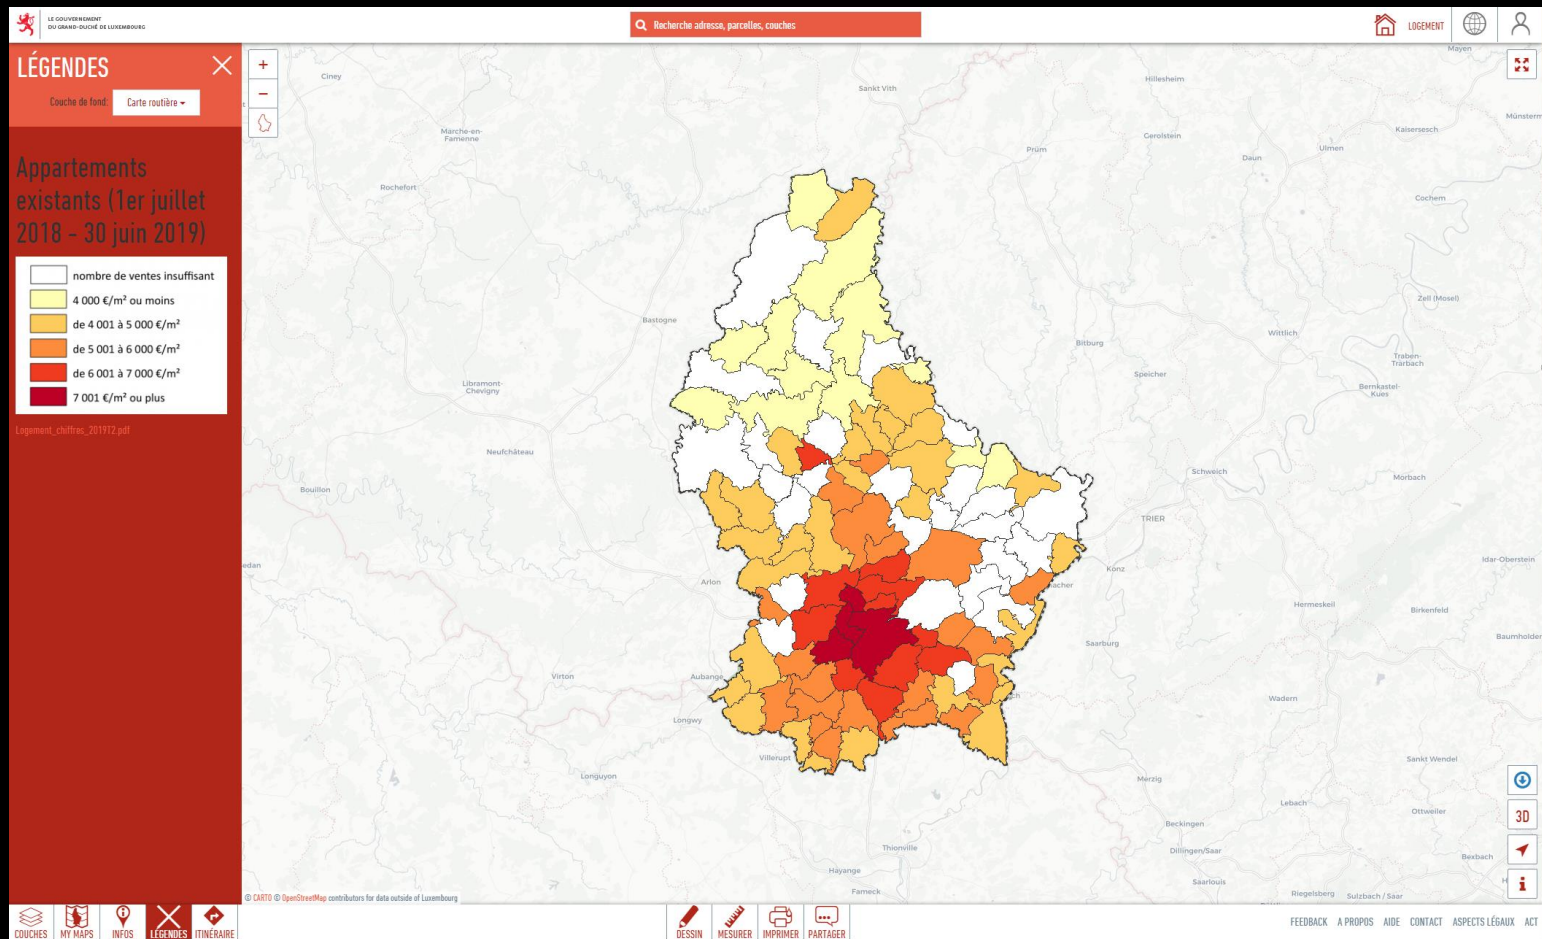 LE GOUVERNEMENT
DU GRAND-DUCHÉ DE LUXEMBOURG
Recherche adresse, parcelles, couches
LOGEMENT
LÉGENDES
Couche de fond:
Carte routière
Appartements
existants (1er juillet
2018 - 30 juin 2019)
nombre de ventes insuffisant
4 000 €/m² ou moins
de 4 001 à 5 000 €/m²
de 5 001 à 6 000 €/m²
de 6 001 à 7 000 €/m²
7 001 €/m² ou plus
Logement_chiffres_2019T2.pdf
+
−
Mayen
Ciney
Hillesheim
Sankt Vith
Münsterm
Kaisersesch
Marche-en-
Famenne
Gerolstein
Prüm
Ulmen
Daun
Rochefort
Cochem
Zell (Mosel)
Bastogne
Wittlich
Bitburg
Traben-
Trarbach
Speicher
Libramont-
Chevigny
Bernkastel-
Kues
Neufchâteau
Schweich
Morbach
Bouillon
TRIER
Idar-Oberstein
edan
Konz
Arlon
acher
Hermeskeil
Birkenfeld
Baumholder
Saarburg
Virton
Aubange
ch
Wadern
Longwy
Villerupt
Sankt Wendel
Longuyon
Merzig
Lebach
Ottweiler
3D
Beckingen
Thionville
Dillingen/Saar
Bexbach
Hayange
Saarlouis
H
i
Fameck
Riegelsberg
Sulzbach / Saar
© CARTO © OpenStreetMap contributors for data outside of Luxembourg
COUCHES
MY MAPS
INFOS
LÉGENDES
ITINÉRAIRE
DESSIN
MESURER
IMPRIMER
PARTAGER
FEEDBACK
A PROPOS
AIDE
CONTACT
ASPECTS LÉGAUX
ACT